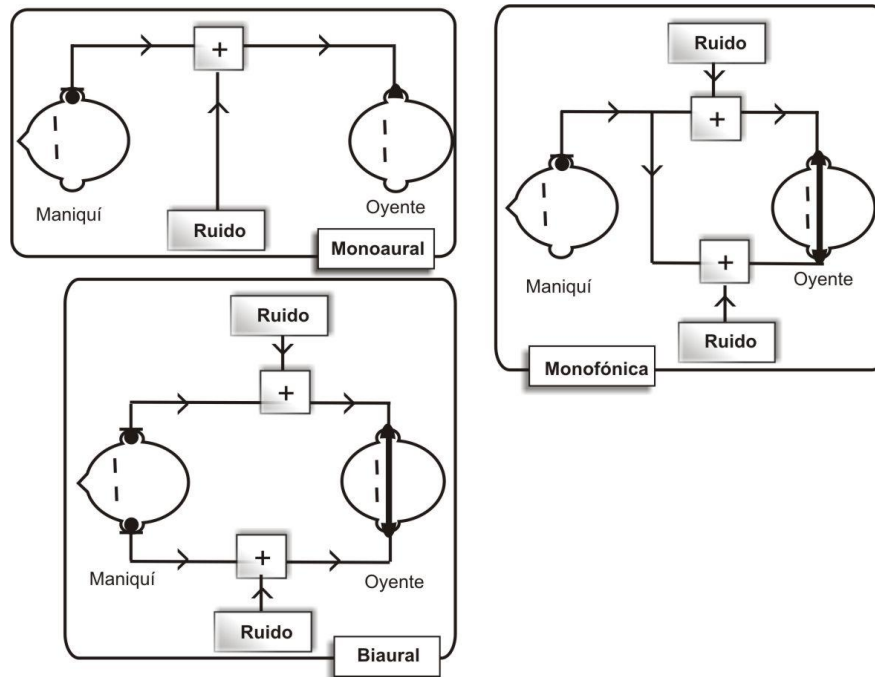 +
Maniquí
Oyente
Ruido
Monoaural
Ruido
+
+
Maniquí
Oyente
Ruido
Monofónica
Ruido
+
Maniquí
+
Oyente
Ruido
Biaural